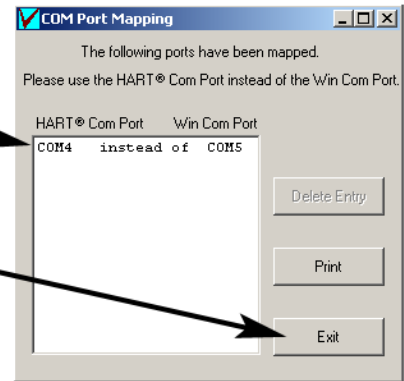 COM Port Mapping
The following ports have been mapped.
Please use the HART® Com Port instead of the Win Com Port.
HART® Com Port Win Com Port
COM4 instead of COM5
Delete Entry
Print
Exit